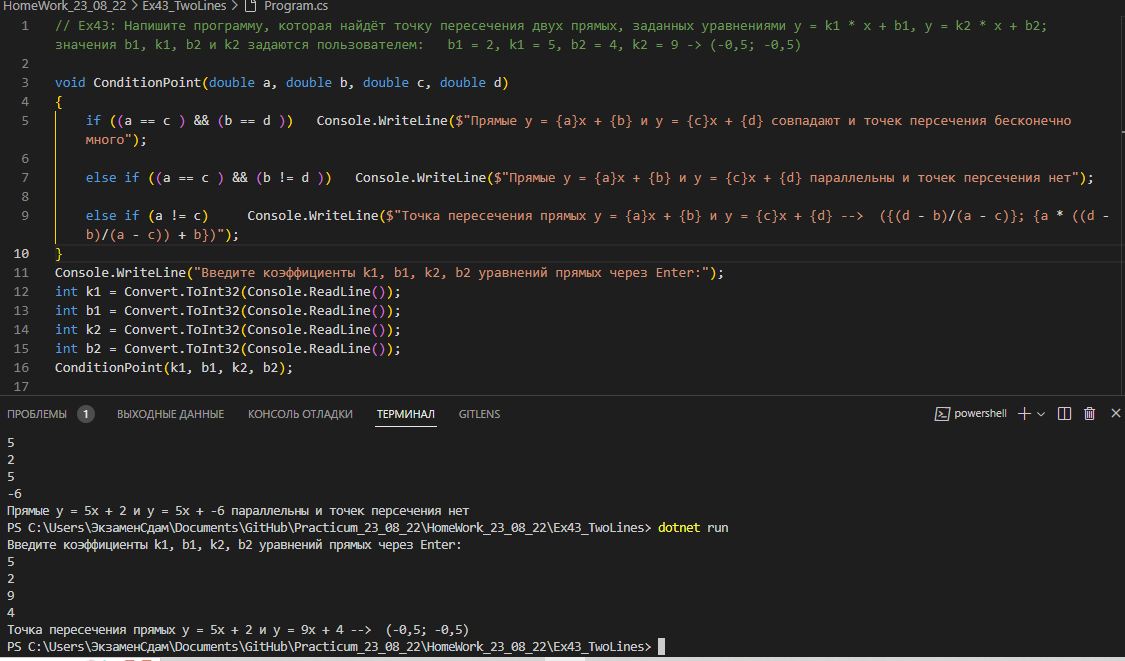 HomeWork_23_08_22 > Ex43_TwoLines > Program.cs
1 // Ex43: Напишите программу, которая найдёт точку пересечения двух прямых, заданных уравнениями y = k1 * x + b1, y = k2 * x + b2;
значения b1, k1, b2 и k2 задаются пользователем:   b1 = 2, k1 = 5, b2 = 4, k2 = 9 -> (-0,5; -0,5)
2
3 void ConditionPoint(double a, double b, double c, double d)
4 {
5 if ((a == c ) && (b == d ))   Console.WriteLine($"Прямые y = {a}x + {b} и y = {c}x + {d} совпадают и точек персечения бесконечно
много");
6
7 else if ((a == c ) && (b != d ))   Console.WriteLine($"Прямые y = {a}x + {b} и y = {c}x + {d} параллельны и точек персечения нет");
8
9 else if (a != c)     Console.WriteLine($"Точка пересечения прямых y = {a}x + {b} и y = {c}x + {d} -->  ({(d - b)/(a - c)}; {a * ((d -
b)/(a - c)) + b})");
10 }
11 Console.WriteLine("Введите коэффициенты k1, b1, k2, b2 уравнений прямых через Enter:");
12 int k1 = Convert.ToInt32(Console.ReadLine());
13 int b1 = Convert.ToInt32(Console.ReadLine());
14 int k2 = Convert.ToInt32(Console.ReadLine());
15 int b2 = Convert.ToInt32(Console.ReadLine());
16 ConditionPoint(k1, b1, k2, b2);
17
ПРОБЛЕМЫ 1 ВЫХОДНЫЕ ДАННЫЕ КОНСОЛЬ ОТЛАДКИ ТЕРМИНАЛ GITLENS powershell
5
2
5
-6
Прямые y = 5x + 2 и y = 5x + -6 параллельны и точек персечения нет
PS C:\Users\ЭкзаменСдам\Documents\GitHub\Practicum_23_08_22\HomeWork_23_08_22\Ex43_TwoLines> dotnet run
Введите коэффициенты k1, b1, k2, b2 уравнений прямых через Enter:
5
2
9
4
Точка пересечения прямых y = 5x + 2 и y = 9x + 4 -->  (-0,5; -0,5)
PS C:\Users\ЭкзаменСдам\Documents\GitHub\Practicum_23_08_22\HomeWork_23_08_22\Ex43_TwoLines>